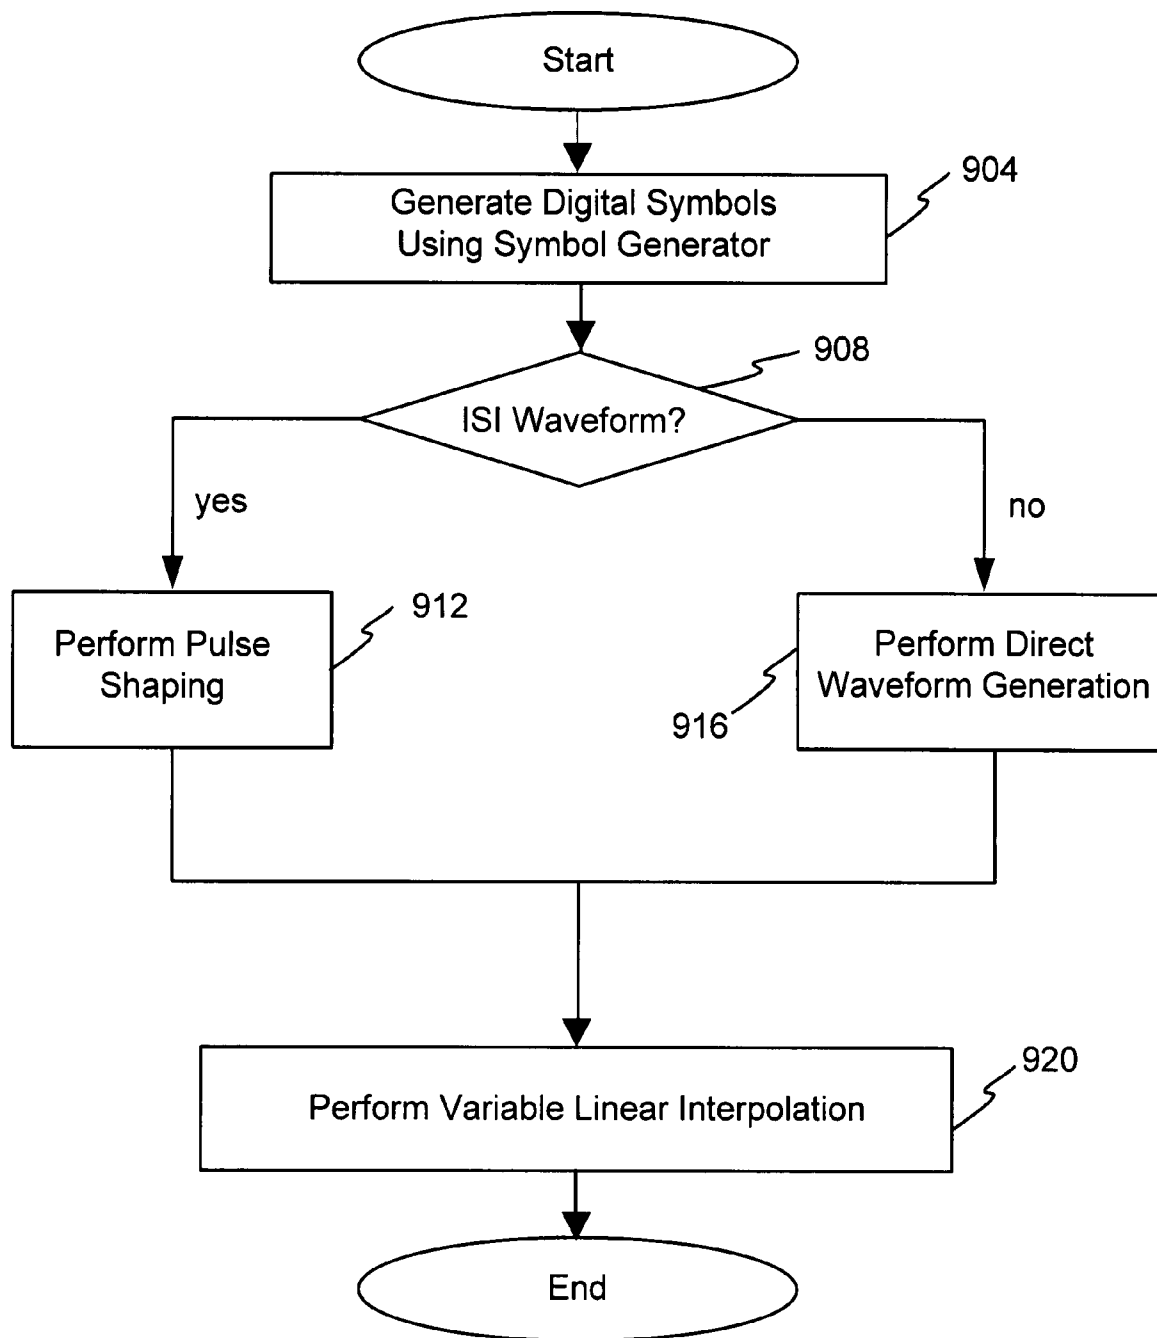 Start
904
Generate Digital Symbols
Using Symbol Generator
908
ISI Waveform?
yes
no
912
Perform Pulse
Shaping
Perform Direct
Waveform Generation
916
920
Perform Variable Linear Interpolation
End